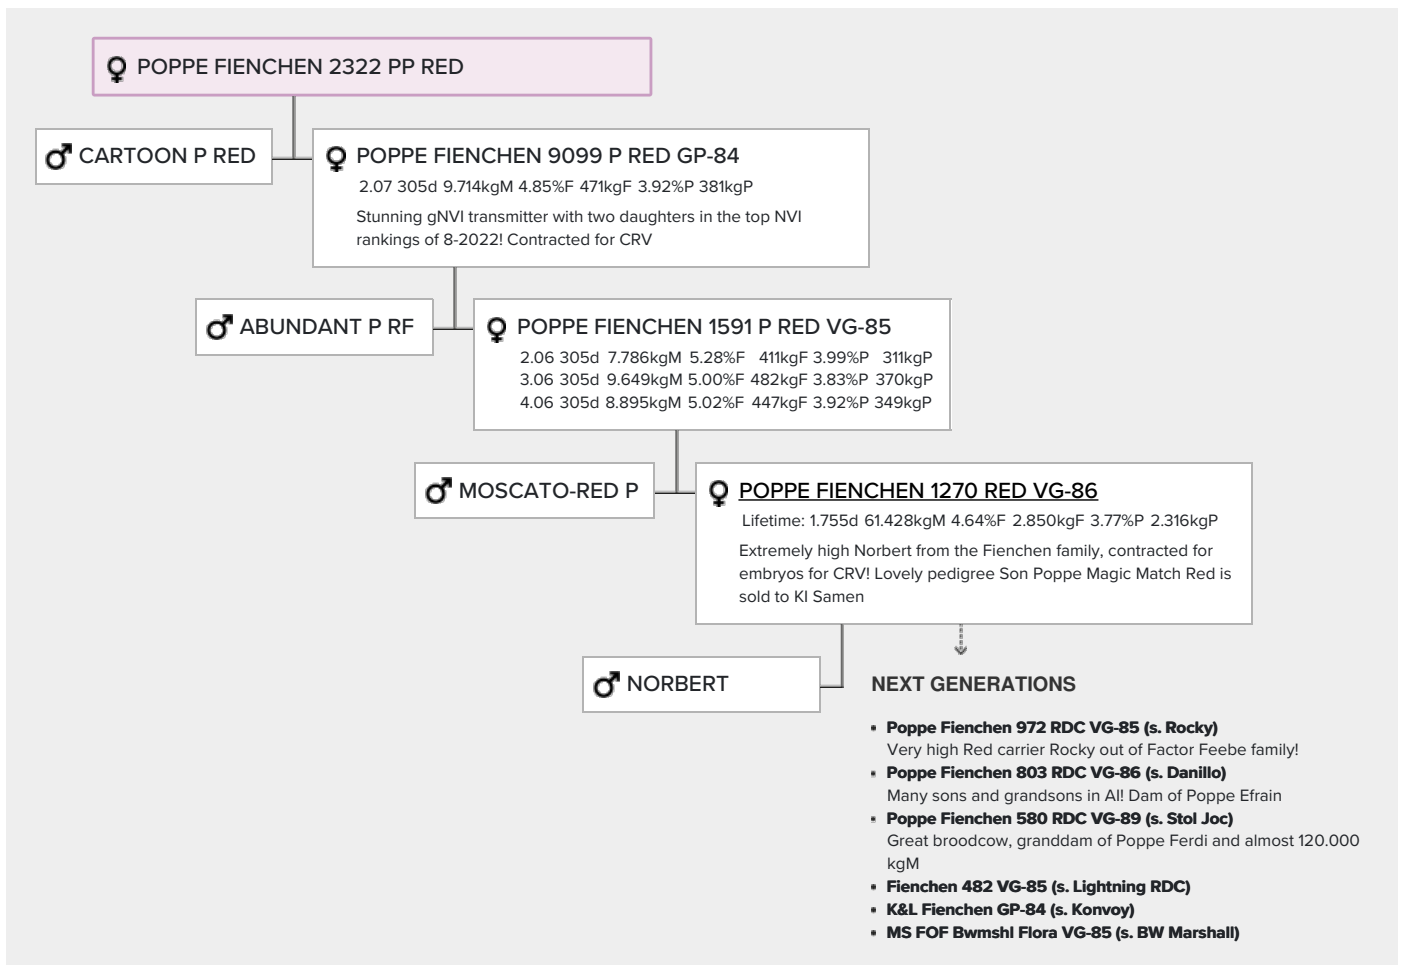 POPPE FIENCHEN 2322 PP RED
CARTOON P RED
POPPE FIENCHEN 9099 P RED GP-84
2.07 305d 9.714kgM 4.85%F 471kgF 3.92%P 381kgP
Stunning gNVI transmitter with two daughters in the top NVI
rankings of 8-2022! Contracted for CRV
ABUNDANT P RF
POPPE FIENCHEN 1591 P RED VG-85
2.06 305d 7.786kgM 5.28%F 411kgF 3.99%P 311kgP
3.06 305d 9.649kgM 5.00%F 482kgF 3.83%P 370kgP
4.06 305d 8.895kgM 5.02%F 447kgF 3.92%P 349kgP
MOSCATO-RED P
POPPE FIENCHEN 1270 RED VG-86
Lifetime: 1.755d 61.428kgM 4.64%F 2.850kgF 3.77%P 2.316kgP
Extremely high Norbert from the Fienchen family, contracted for
embryos for CRV! Lovely pedigree Son Poppe Magic Match Red is
sold to KI Samen
NORBERT
NEXT GENERATIONS
• Poppe Fienchen 972 RDC VG-85 (s. Rocky)
Very high Red carrier Rocky out of Factor Feebe family!
• Poppe Fienchen 803 RDC VG-86 (s. Danillo)
Many sons and grandsons in AI! Dam of Poppe Efrain
• Poppe Fienchen 580 RDC VG-89 (s. Stol Joc)
Great broodcow, granddam of Poppe Ferdi and almost 120.000
kgM
• Fienchen 482 VG-85 (s. Lightning RDC)
• K&L Fienchen GP-84 (s. Konvoy)
• MS FOF Bwmshl Flora VG-85 (s. BW Marshall)